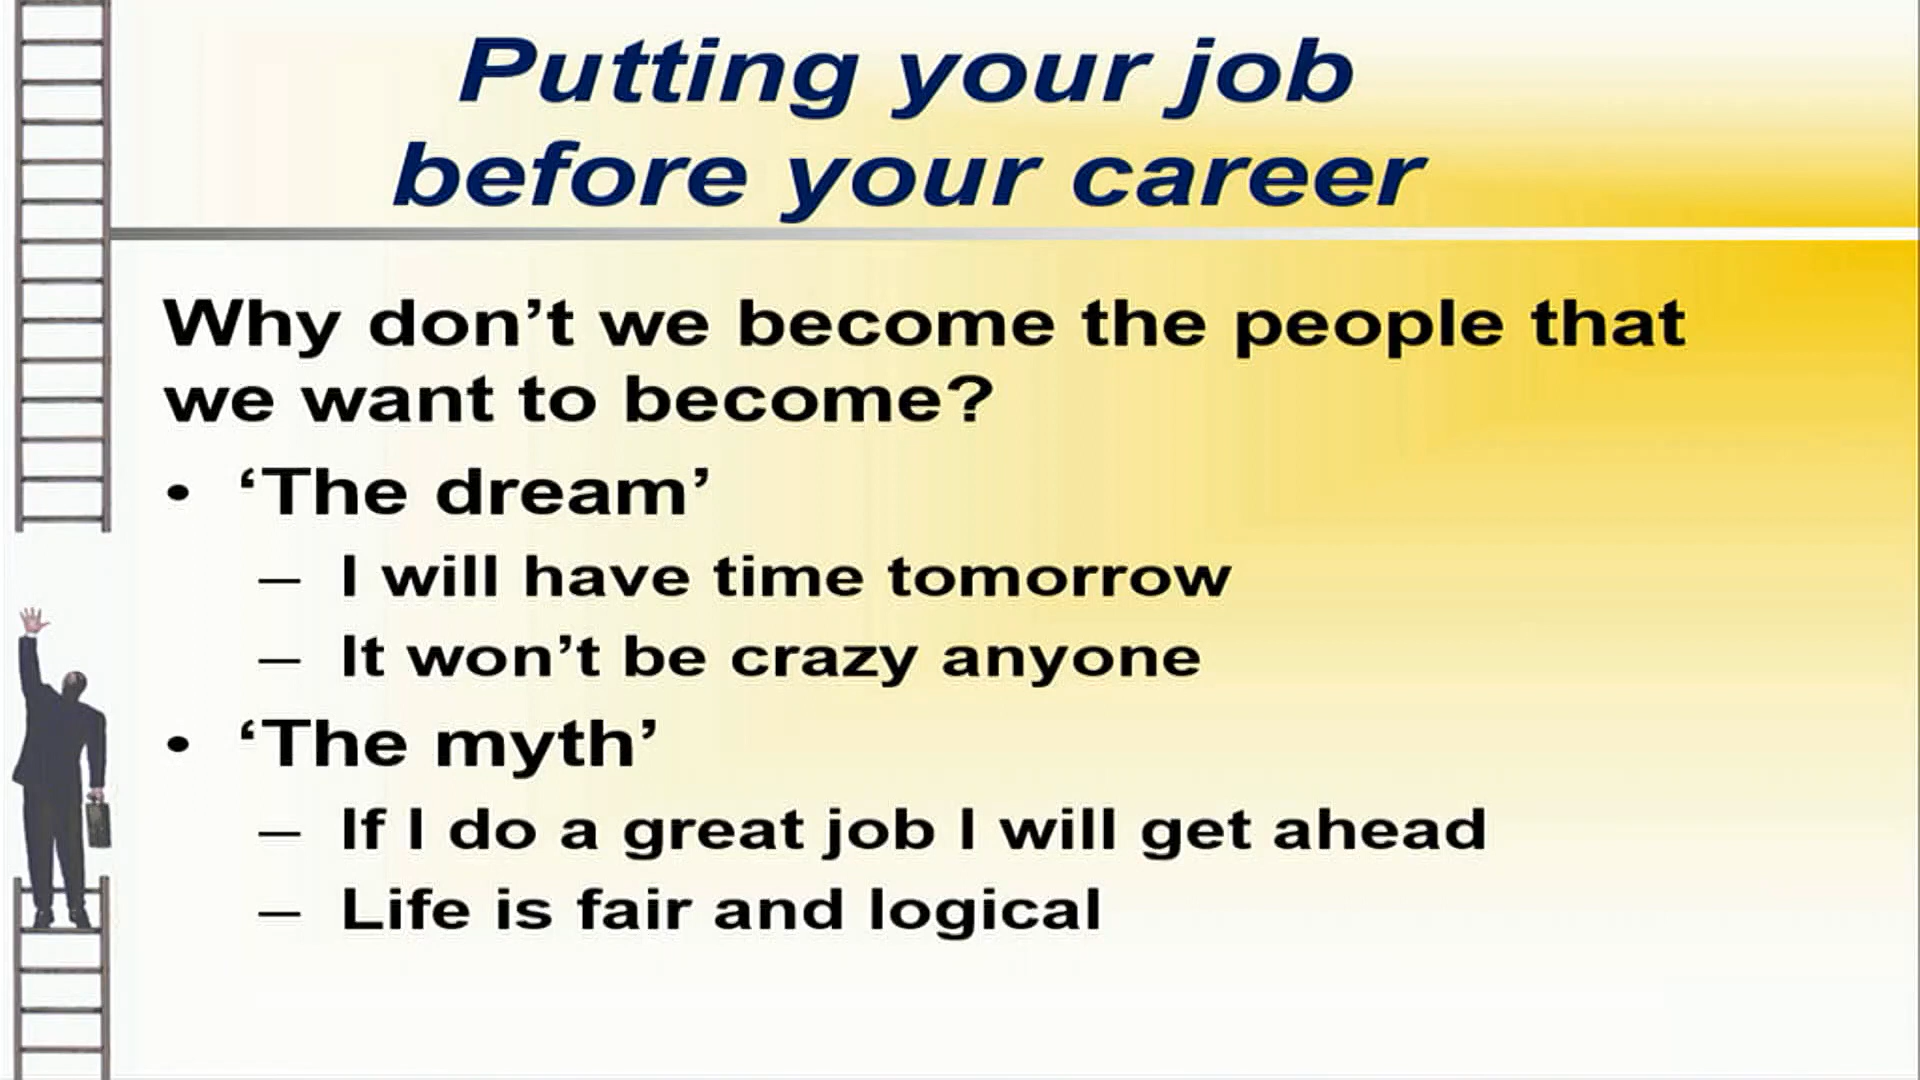 Putting your job
before your career
Why don’t we become the people that
we want to become?
• ‘The dream’
– I will have time tomorrow
– It won’t be crazy anyone
• ‘The myth’
– If I do a great job I will get ahead
– Life is fair and logical